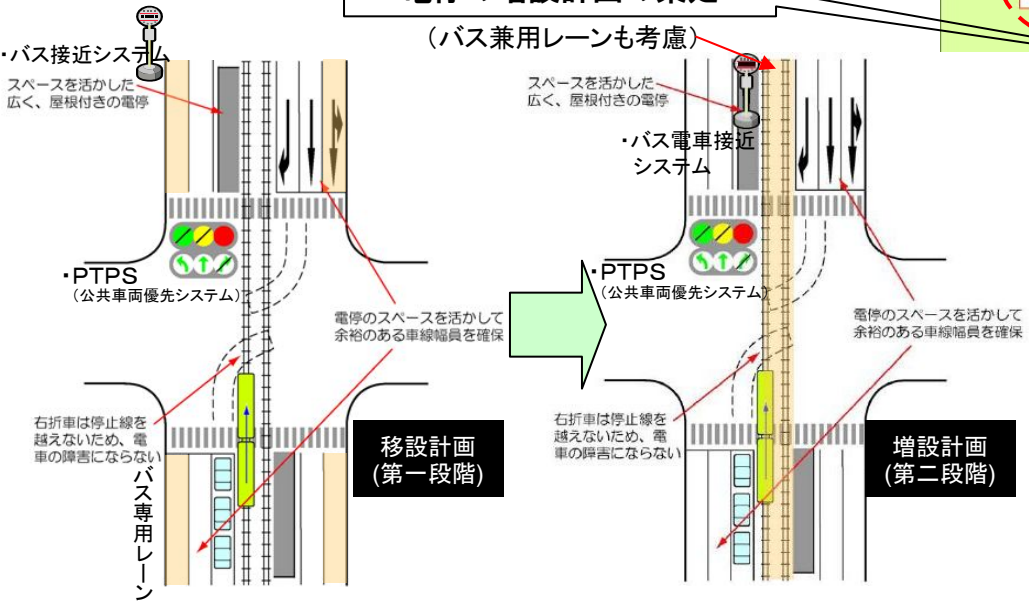 （バス兼用レーンも考慮）
・バス接近システム
スペースを活かした
広く、屋根付きの電停
・PTPS
（公共車両優先システム）
電停のスペースを活かして
余裕のある車線幅員を確保
右折車は停止線を
越えないため、電
車の障害にならない
バス専用レーン
移設計画
(第一段階)
スペースを活かした
広く、屋根付きの電停
・バス電車接近
システム
・PTPS
（公共車両優先システム）
電停のスペースを活かして
余裕のある車線幅員を確保
右折車は停止線を
越えないため、電
車の障害にならない
増設計画
(第二段階)